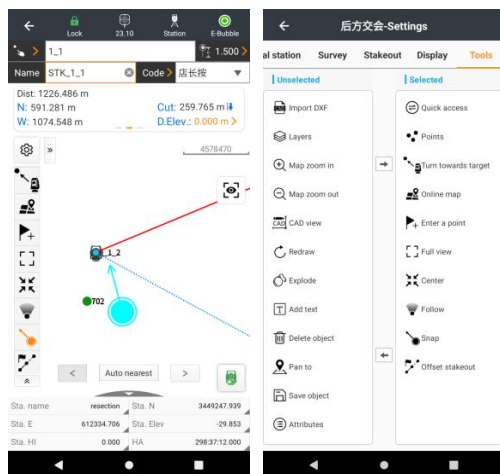 Lock
23.10
Station
E-Bubble
1_1
1.500
Name STK_1_1 Code 店长按
Dist: 1226.486 m
N: 591.281 m Cut: 259.765 m
W: 1074.548 m D.Elev.: 0.000 m
4578470
1_2
702
< Auto nearest >
Sta. name resection Sta. N 3449247.939
Sta. E 612334.706 Sta. Elev -29.853
Sta. HI 0.000 HA 298:37:12.000
后方交会-Settings
al station Survey Stakeout Display Tools
Unselected
Import DXF
Layers
Map zoom in
Map zoom out
CAD CAD view
Redraw
Explode
Add text
Delete object
Pan to
Save object
Attributes
Selected
Quick access
Points
Turn towards target
Online map
Enter a point
Full view
Center
Follow
Snap
Offset stakeout